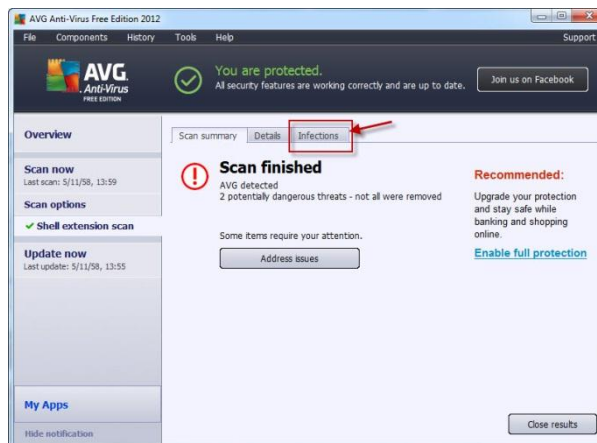 AVG Anti-Virus Free Edition 2012
File Components History Tools Help Support
AVG.
Anti-Virus
FREE EDITION
You are protected.
All security features are working correctly and are up to date.
Join us on Facebook
Overview
Scan now
Last scan: 5/11/58, 13:59
Scan options
Shell extension scan
Update now
Last update: 5/11/58, 13:55
My Apps
Hide notification
Scan summary Details Infections
Scan finished
AVG detected
2 potentially dangerous threats - not all were removed
Some items require your attention.
Address issues
Recommended:
Upgrade your protection
and stay safe while
banking and shopping
online.
Enable full protection
Close results